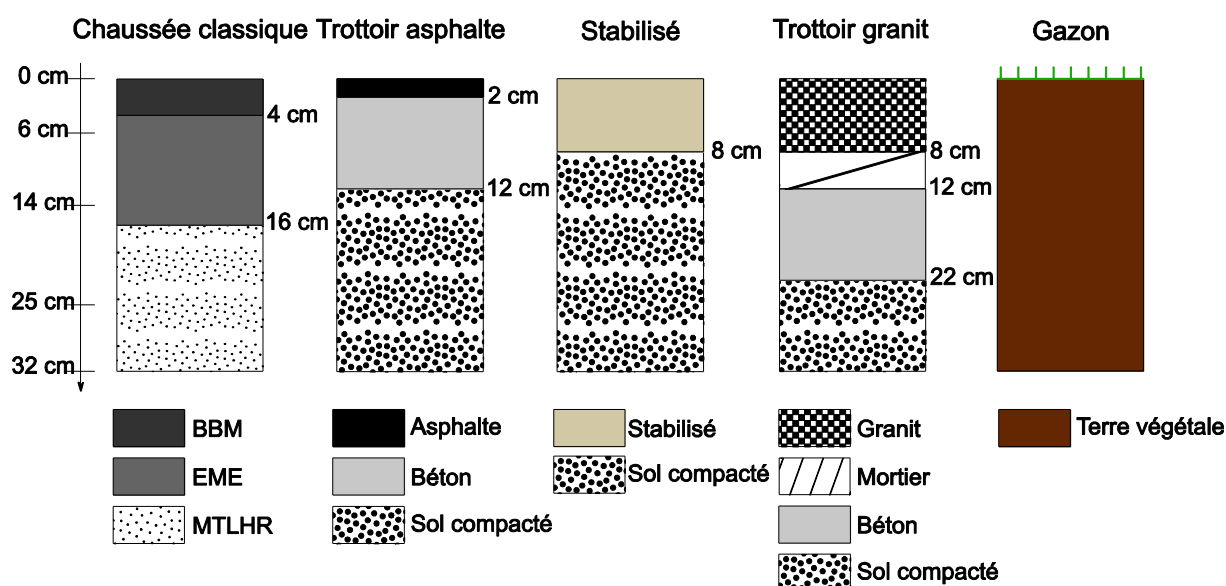 Chaussée classique Trottoir asphalte Stabilisé Trottoir granit Gazon
0 cm
2 cm
4 cm
6 cm
8 cm 8 cm
12 cm 12 cm
14 cm
16 cm
22 cm
25 cm
32 cm
BBM Asphalte Stabilisé Granit Terre végétale
EME Béton Sol compacté Mortier
MTLHR Sol compacté Béton
Sol compacté